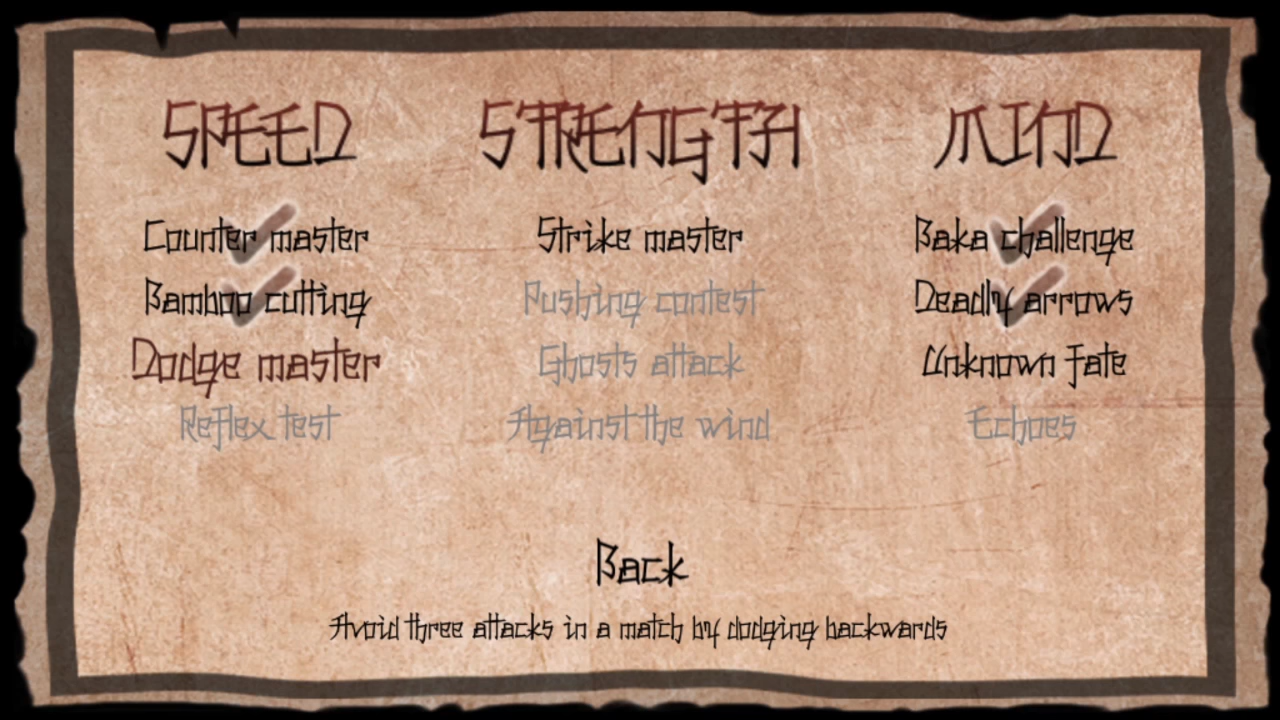 SPEED STRENGTH MIND
Counter master Strike master Baka challenge
Bamboo cutting Pushing contest Deadly arrows
Dodge master Ghosts attack Unknown fate
Reflex test Against the wind Echoes
Back
Avoid three attacks in a match by dodging backwards